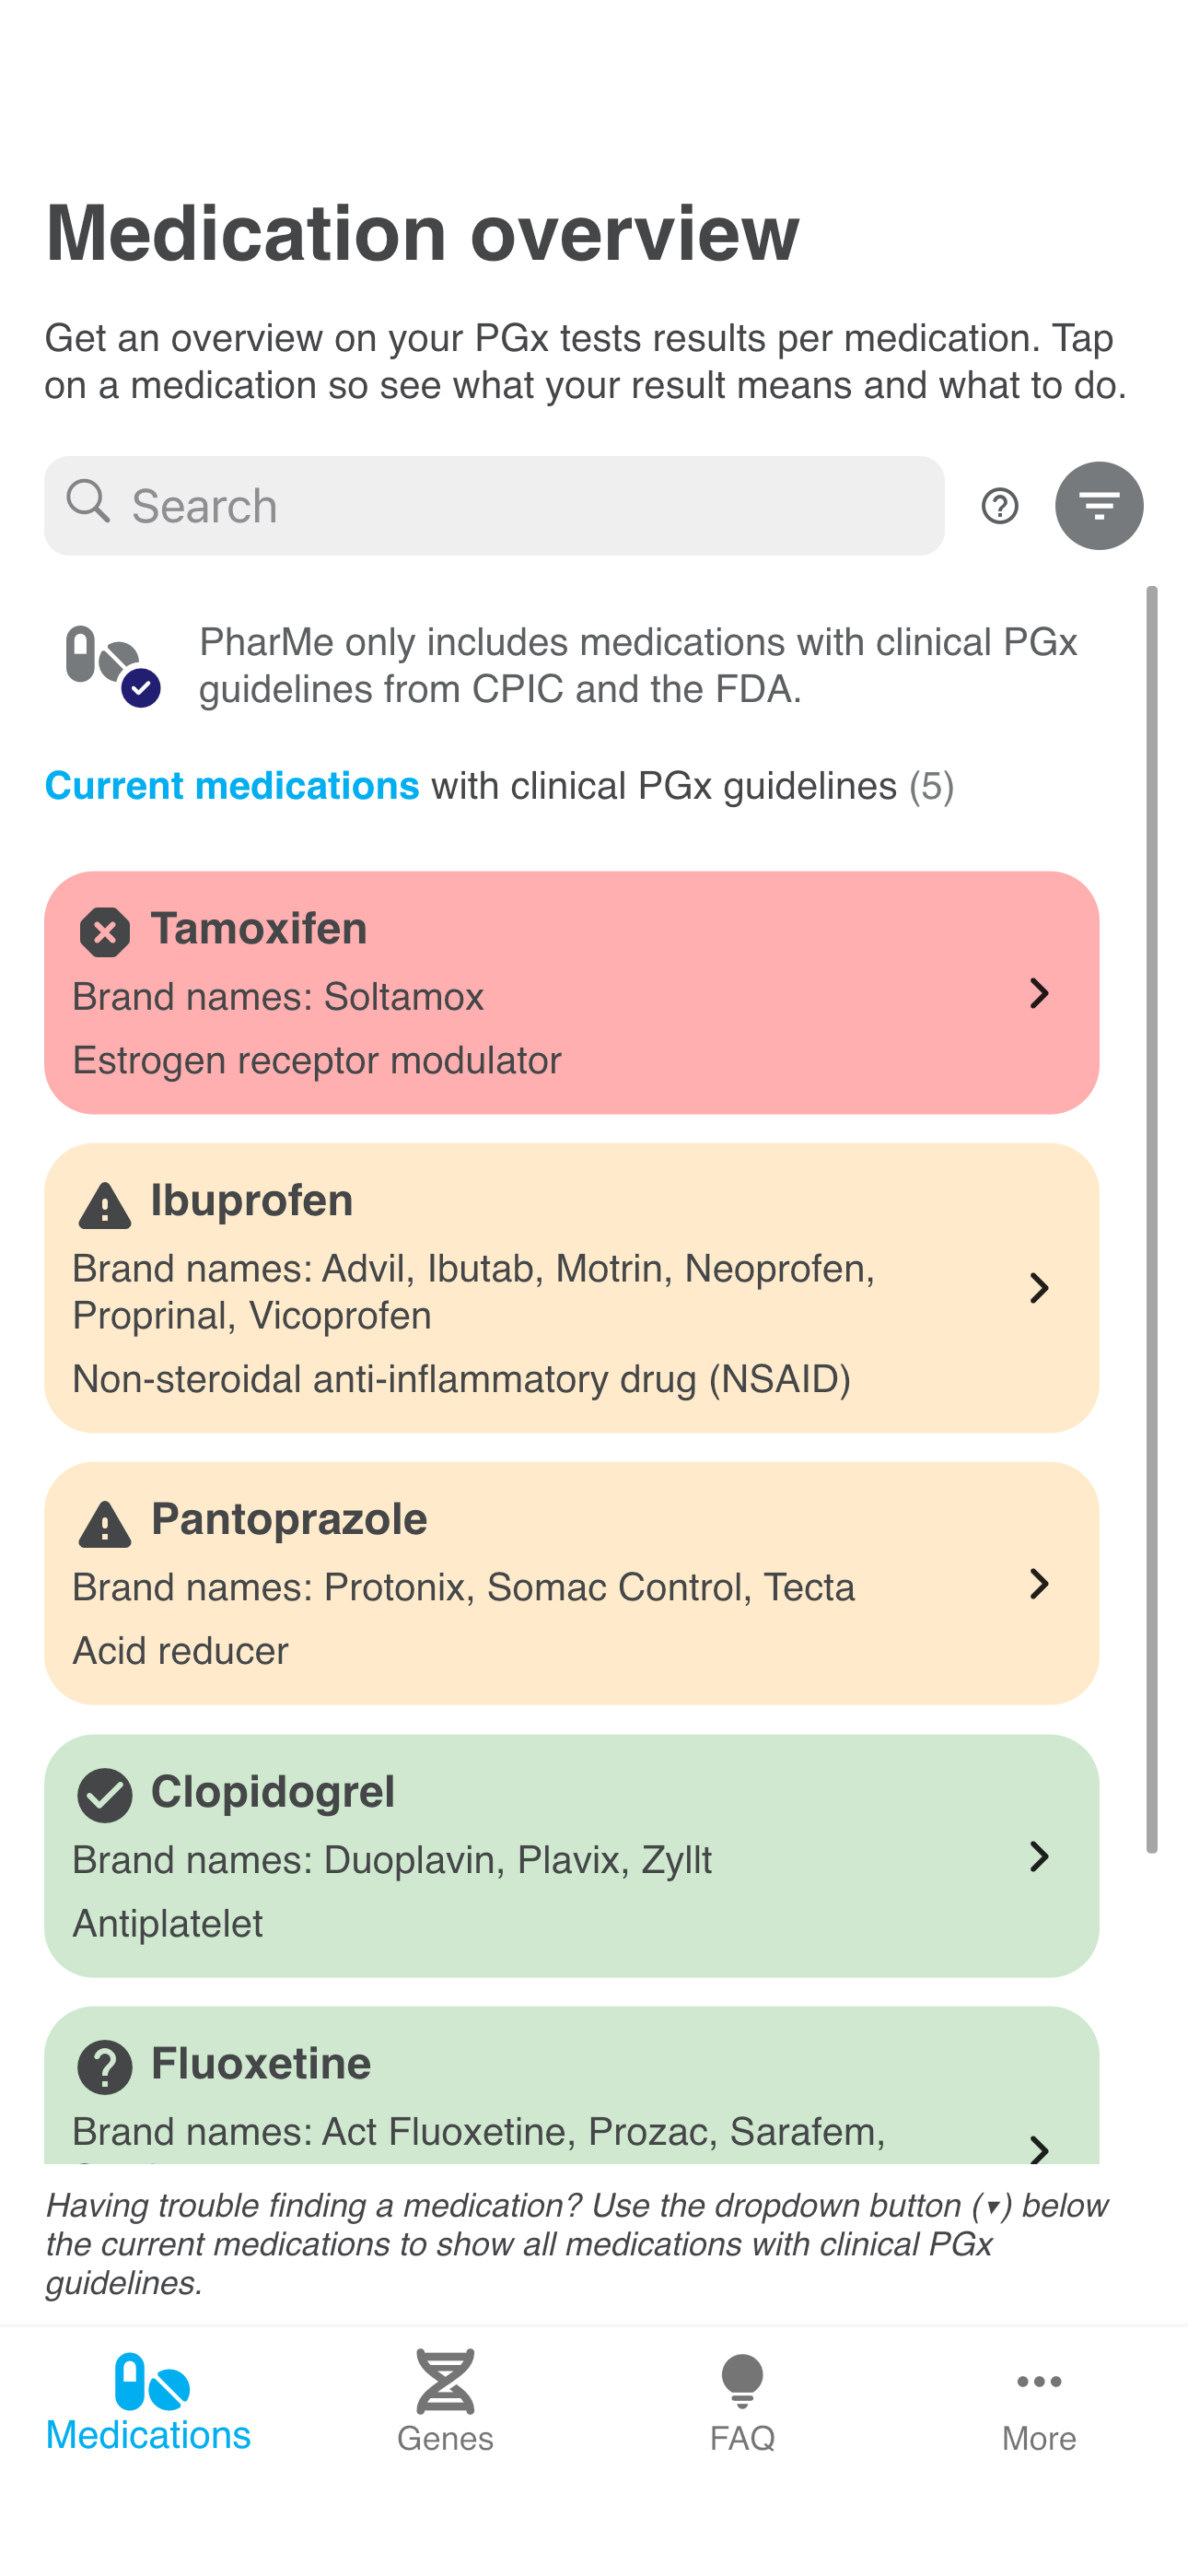 Medication overview
Get an overview on your PGx tests results per medication. Tap
on a medication so see what your result means and what to do.
Search
PharMe only includes medications with clinical PGx
guidelines from CPIC and the FDA.
Current medications with clinical PGx guidelines (5)
Tamoxifen
Brand names: Soltamox
Estrogen receptor modulator
Ibuprofen
Brand names: Advil, Ibutab, Motrin, Neoprofen,
Proprinal, Vicoprofen
Non-steroidal anti-inflammatory drug (NSAID)
Pantoprazole
Brand names: Protonix, Somac Control, Tecta
Acid reducer
Clopidogrel
Brand names: Duoplavin, Plavix, Zyllt
Antiplatelet
Fluoxetine
Brand names: Act Fluoxetine, Prozac, Sarafem,
Having trouble finding a medication? Use the dropdown button (▾) below
the current medications to show all medications with clinical PGx
guidelines.
Medications
Genes
FAQ
More